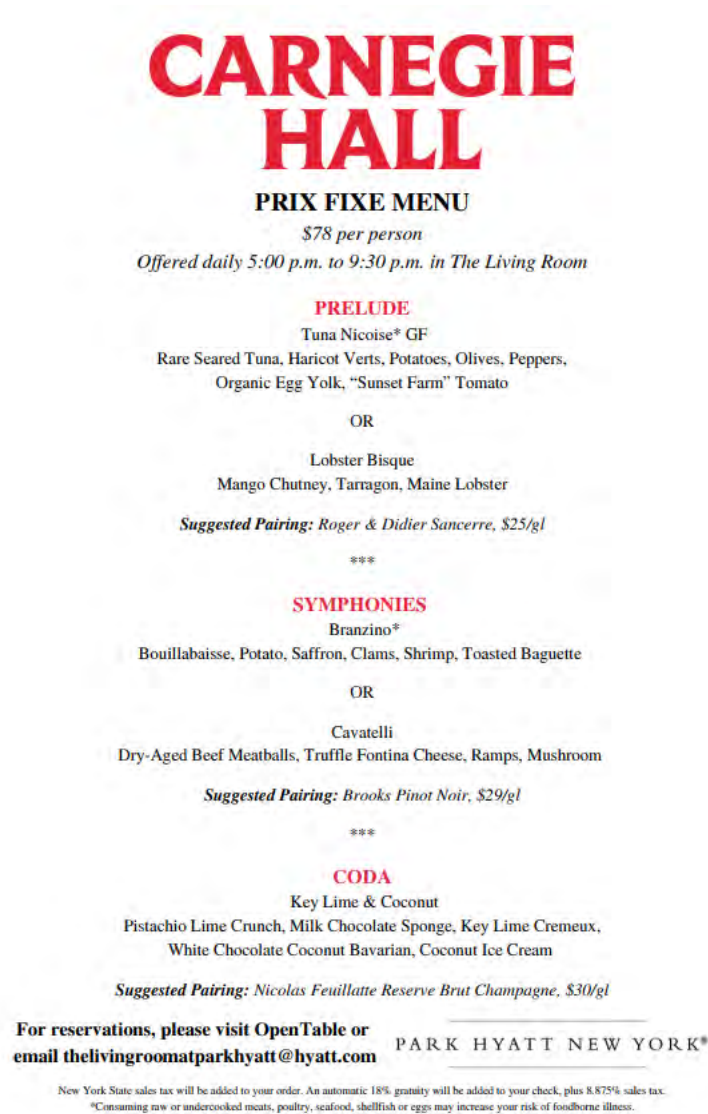 CARNEGIE
HALL
PRIX FIXE MENU
$78 per person
Offered daily 5:00 p.m. to 9:30 p.m. in The Living Room
PRELUDE
Tuna Nicoise* GF
Rare Seared Tuna, Haricot Verts, Potatoes, Olives, Peppers,
Organic Egg Yolk, “Sunset Farm” Tomato
OR
Lobster Bisque
Mango Chutney, Tarragon, Maine Lobster
Suggested Pairing: Roger & Didier Sancerre, $25/gl
***
SYMPHONIES
Branzino*
Bouillabaisse, Potato, Saffron, Clams, Shrimp, Toasted Baguette
OR
Cavatelli
Dry-Aged Beef Meatballs, Truffle Fontina Cheese, Ramps, Mushroom
Suggested Pairing: Brooks Pinot Noir, $29/gl
***
CODA
Key Lime & Coconut
Pistachio Lime Crunch, Milk Chocolate Sponge, Key Lime Cremeux,
White Chocolate Coconut Bavarian, Coconut Ice Cream
Suggested Pairing: Nicolas Feuillatte Reserve Brut Champagne, $30/gl
For reservations, please visit OpenTable or
email thelivingroomatparkhyatt@hyatt.com
PARK HYATT NEW YORK®
New York State sales tax will be added to your order. An automatic 18% gratuity will be added to your check, plus 8.875% sales tax.
*Consuming raw or undercooked meats, poultry, seafood, shellfish or eggs may increase your risk of fondborne illness.